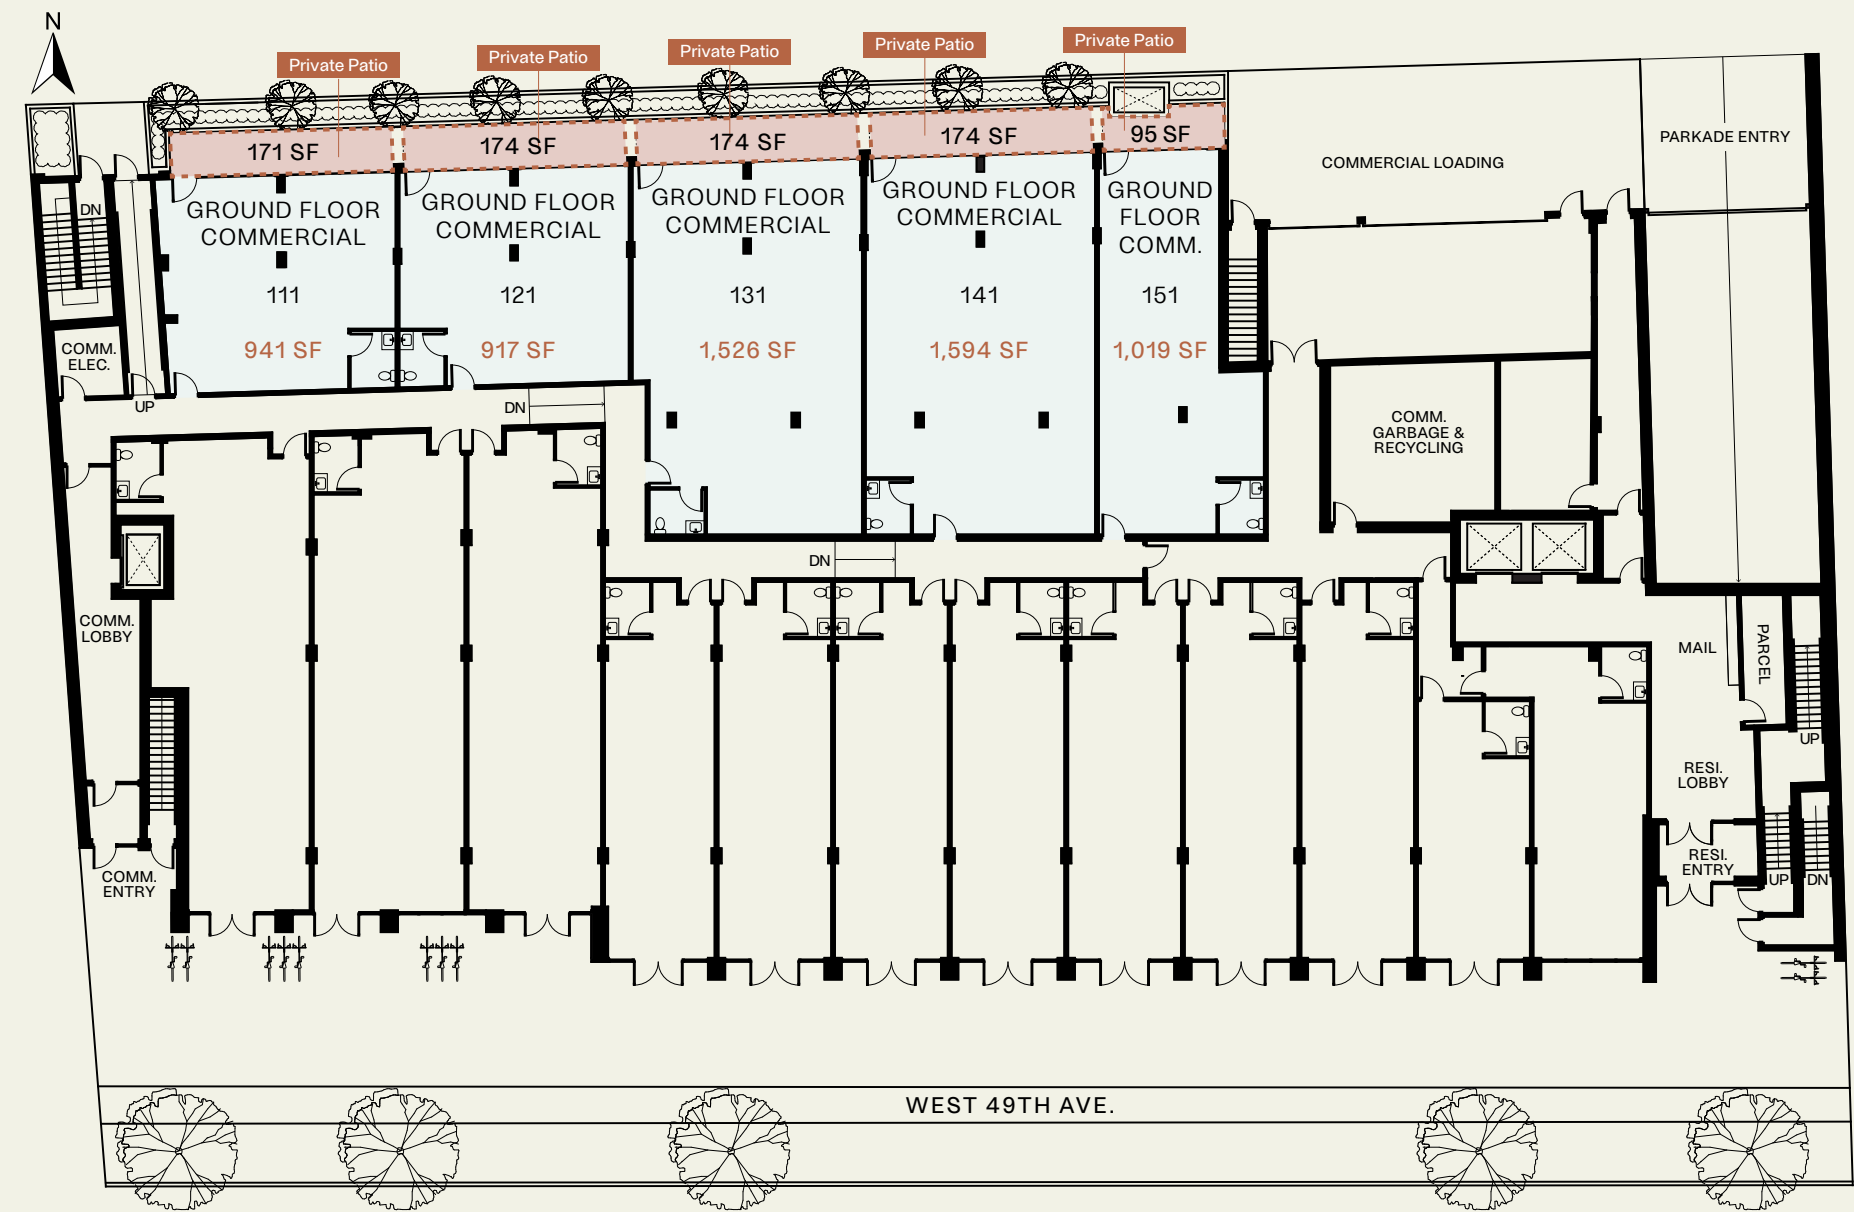 N
Private Patio
Private Patio
Private Patio
Private Patio
Private Patio
171 SF
174 SF
174 SF
174 SF
95 SF
COMMERCIAL LOADING
PARKADE ENTRY
DN
GROUND FLOOR
COMMERCIAL
111
941 SF
GROUND FLOOR
COMMERCIAL
121
917 SF
GROUND FLOOR
COMMERCIAL
131
1,526 SF
GROUND FLOOR
COMMERCIAL
141
1,594 SF
GROUND
FLOOR
COMM.
151
1,019 SF
COMM.
ELEC.
UP
DN
COMM.
GARBAGE &
RECYCLING
DN
COMM.
LOBBY
MAIL
PARCEL
UP
RESI.
LOBBY
RESI.
ENTRY
UP
DN
COMM.
ENTRY
WEST 49TH AVE.